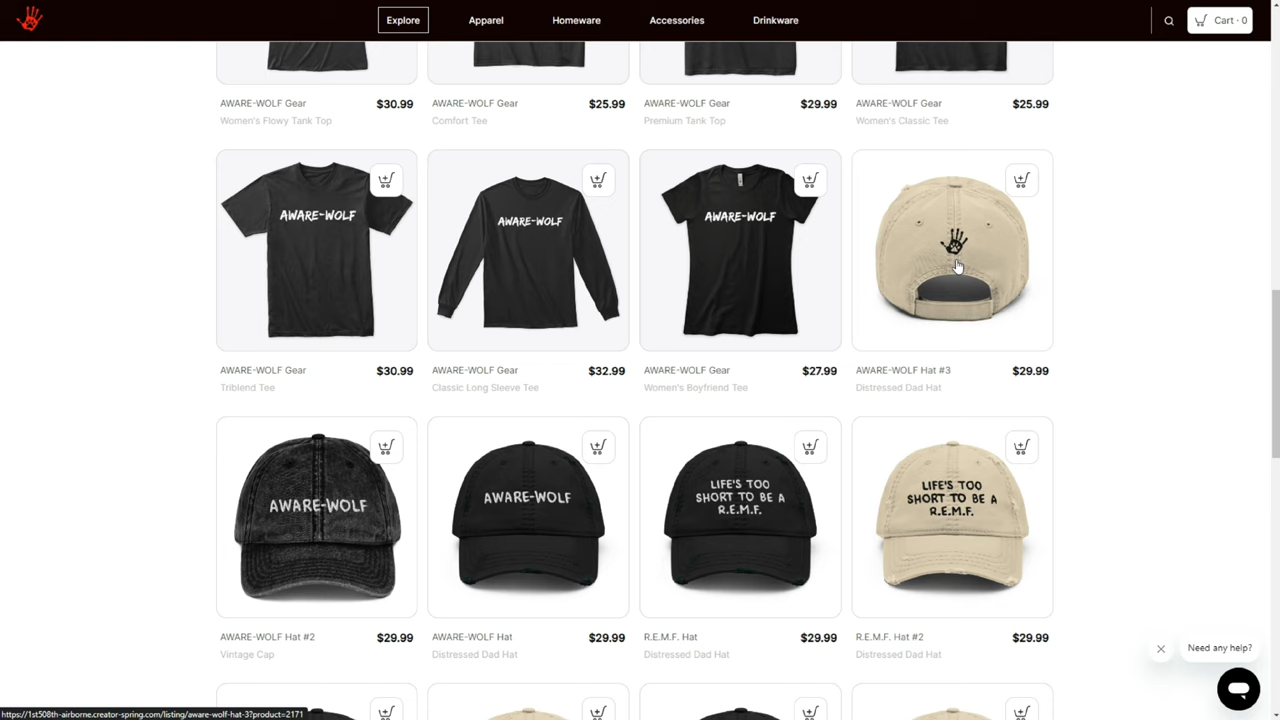 Explore
Apparel
Homeware
Accessories
Drinkware
Cart · 0
AWARE-WOLF Gear $30.99
Women's Flowy Tank Top
AWARE-WOLF Gear $25.99
Comfort Tee
AWARE-WOLF Gear $29.99
Premium Tank Top
AWARE-WOLF Gear $25.99
Women's Classic Tee
AWARE-WOLF
AWARE-WOLF
AWARE-WOLF
AWARE-WOLF Gear $30.99
Triblend Tee
AWARE-WOLF Gear $32.99
Classic Long Sleeve Tee
AWARE-WOLF Gear $27.99
Women's Boyfriend Tee
AWARE-WOLF Hat #3 $29.99
Distressed Dad Hat
AWARE-WOLF
AWARE-WOLF
LIFE'S TOO
SHORT TO BE A
R.E.M.F.
LIFE'S TOO
SHORT TO BE A
R.E.M.F.
AWARE-WOLF Hat #2 $29.99
Vintage Cap
AWARE-WOLF Hat $29.99
Distressed Dad Hat
R.E.M.F. Hat $29.99
Distressed Dad Hat
R.E.M.F. Hat #2 $29.99
Distressed Dad Hat
Need any help?
https://1st508th-airborne.creator-spring.com/listing/aware-wolf-hat-3?product=2171